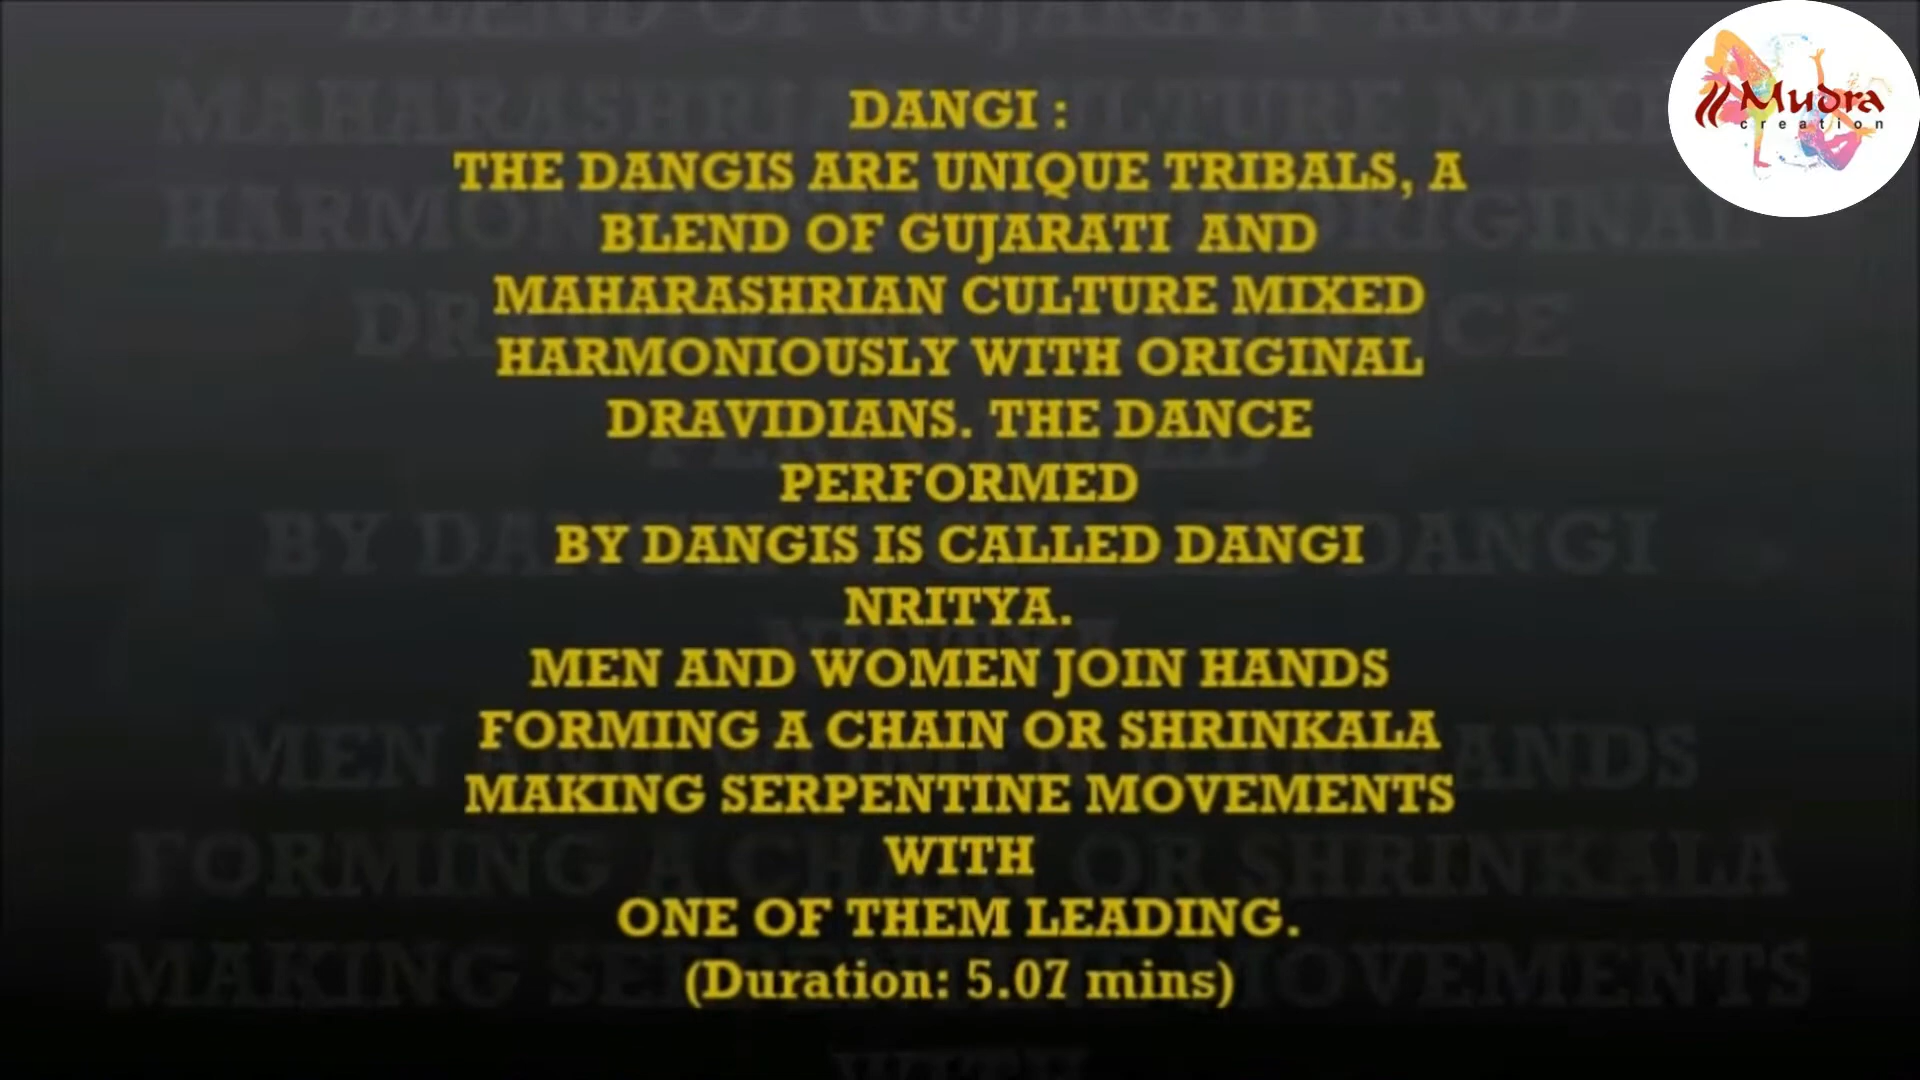 DANGI :
THE DANGIS ARE UNIQUE TRIBALS, A
BLEND OF GUJARATI AND
MAHARASHRIAN CULTURE MIXED
HARMONIOUSLY WITH ORIGINAL
DRAVIDIANS. THE DANCE
PERFORMED
BY DANGIS IS CALLED DANGI
NRITYA.
MEN AND WOMEN JOIN HANDS
FORMING A CHAIN OR SHRINKALA
MAKING SERPENTINE MOVEMENTS
WITH
ONE OF THEM LEADING.
(Duration: 5.07 mins)
Mudra
creation